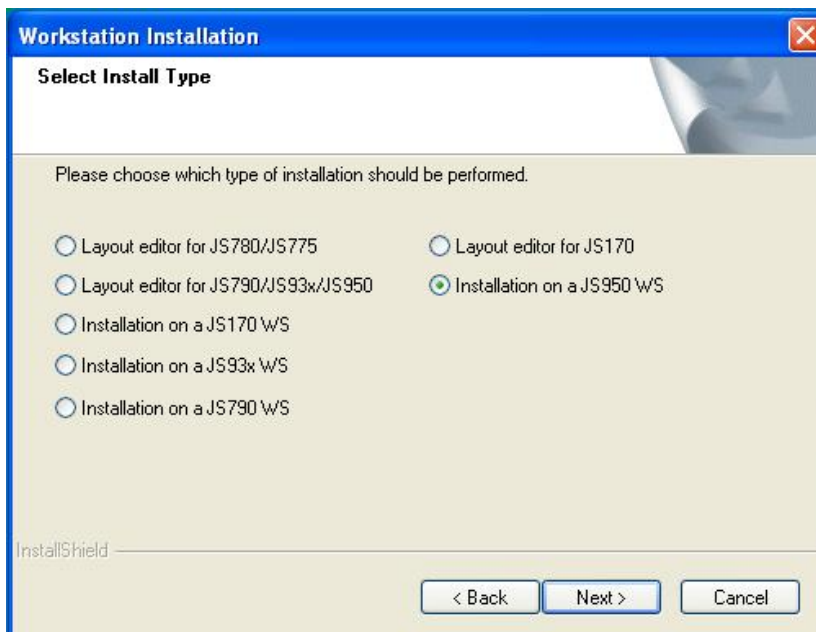 Workstation Installation
Select Install Type
Please choose which type of installation should be performed.
Layout editor for JS780/JS775
Layout editor for JS170
Layout editor for JS790/JS93x/JS950
Installation on a JS950 WS
Installation on a JS170 WS
Installation on a JS93x WS
Installation on a JS790 WS
InstallShield
< Back
Next >
Cancel